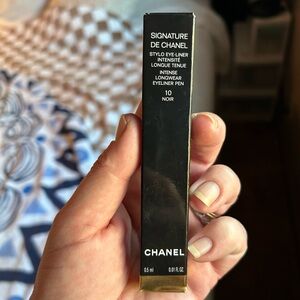 SIGNATURE
DE CHANEL
STYLO EYE-LINER
INTENSITÉ
LONGUE TENUE
INTENSE
LONGWEAR
EYELINER PEN
10
NOIR
CHANEL
0.5 ml 0.01 FL.OZ.